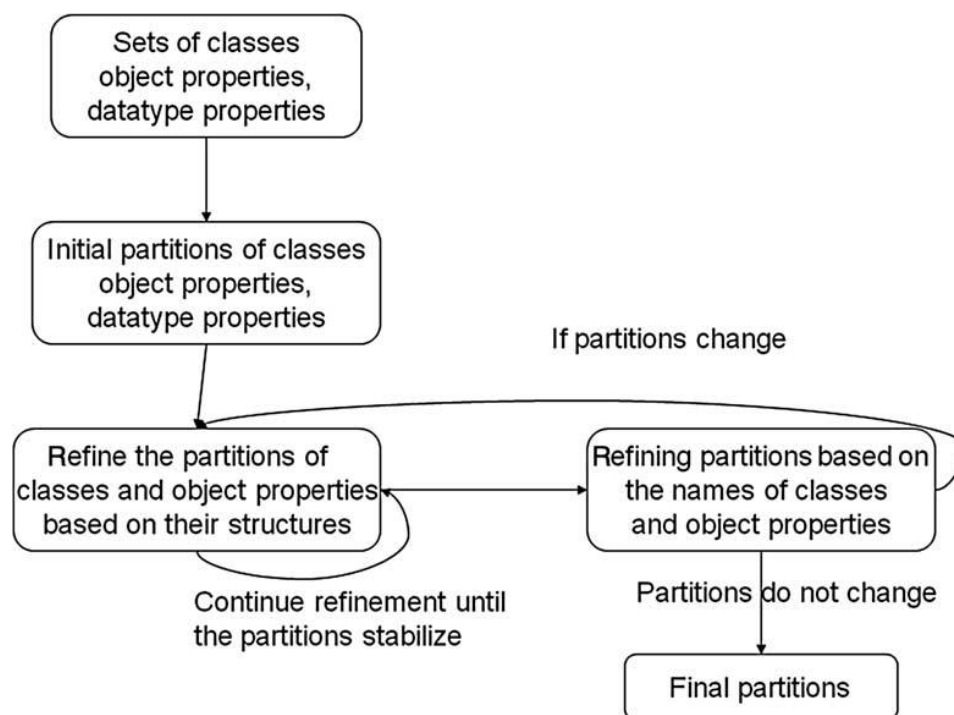 Sets of classes
object properties,
datatype properties
Initial partitions of classes
object properties,
datatype properties
If partitions change
Refine the partitions of
classes and object properties
based on their structures
Refining partitions based on
the names of classes
and object properties
Continue refinement until
the partitions stabilize
Partitions do not change
Final partitions